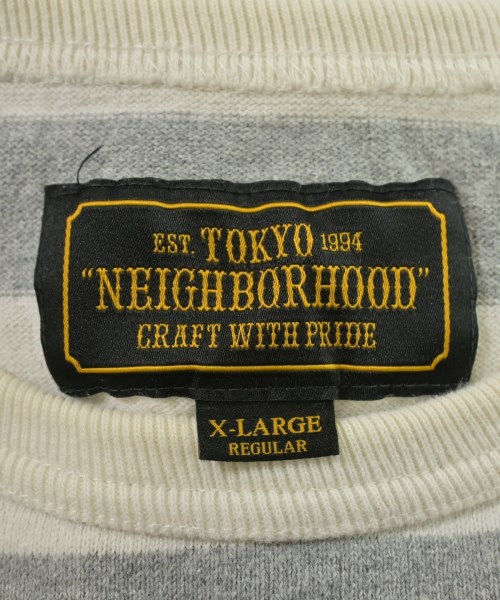 EST. TOKYO 1994
"NEIGHBORHOOD"
CRAFT WITH PRIDE
X-LARGE
REGULAR